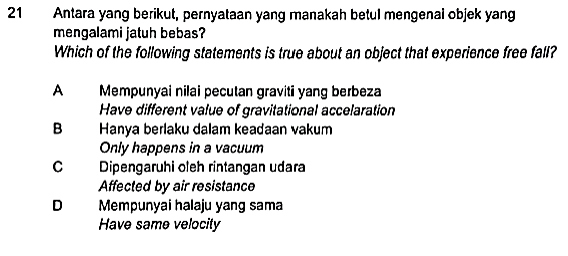 21 Antara yang berikut, pernyataan yang manakah betul mengenai objek yang
mengalami jatuh bebas?
Which of the following statements is true about an object that experience free fall?
A Mempunyai nilai pecutan graviti yang berbeza
Have different value of gravitational accelaration
B Hanya berlaku dalam keadaan vakum
Only happens in a vacuum
C Dipengaruhi oleh rintangan udara
Affected by air resistance
D Mempunyai halaju yang sama
Have same velocity